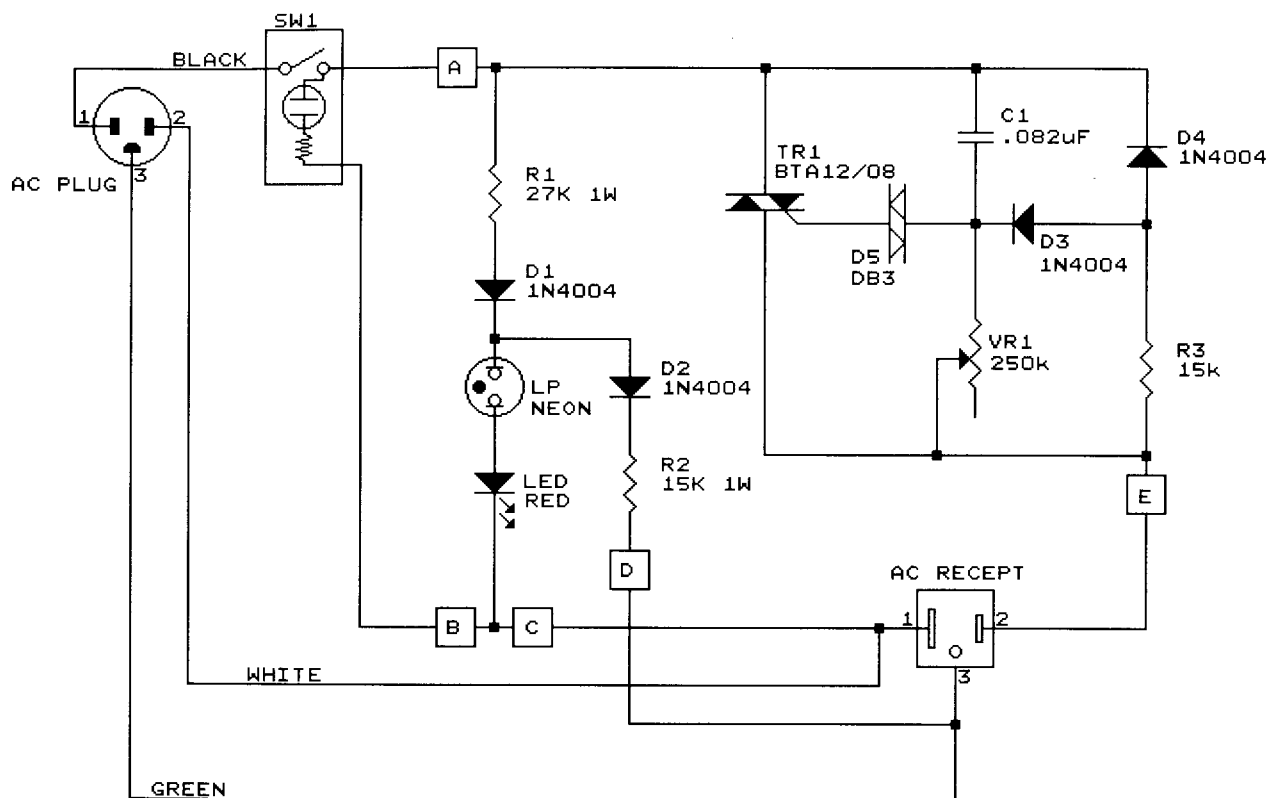 SW1
BLACK
A
1
2
3
AC PLUG
R1
27K 1W
C1
.082uF
D4
1N4004
TR1
BTA12/08
D5
DB3
D3
1N4004
D1
1N4004
D2
1N4004
LP
NEON
VR1
250k
R3
15k
LED
RED
R2
15K 1W
E
D
AC RECEPT
B
C
1
2
3
WHITE
GREEN